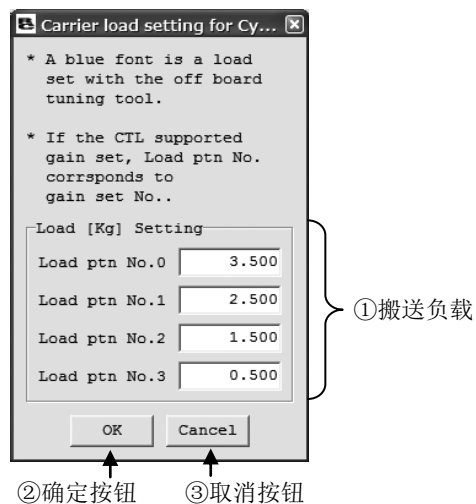 Carrier load setting for Cy...
* A blue font is a load
set with the off board
tuning tool.
* If the CTL supported
gain set, Load ptn No.
corrsponds to
gain set No..
Load [Kg] Setting
Load ptn No.0 3.500
Load ptn No.1 2.500
Load ptn No.2 1.500
Load ptn No.3 0.500
①搬送负载
OK Cancel
②确定按钮 ③取消按钮